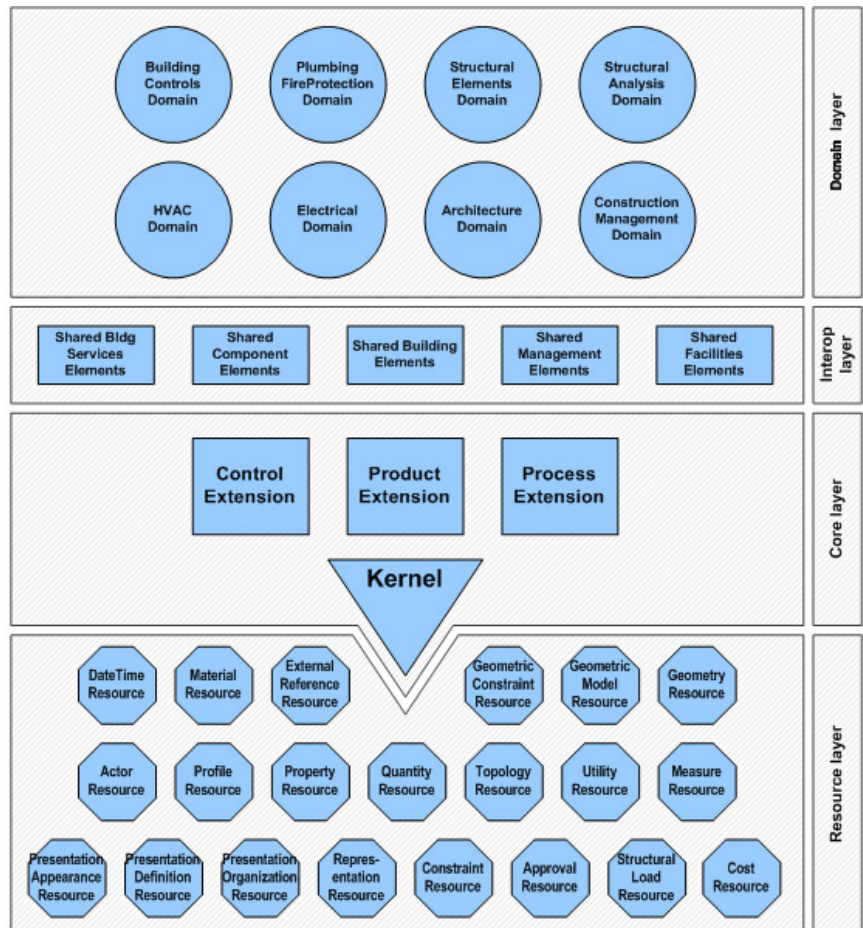 Building
Controls
Domain
Plumbing
FireProtection
Domain
Structural
Elements
Domain
Structural
Analysis
Domain
HVAC
Domain
Electrical
Domain
Architecture
Domain
Construction
Management
Domain
Domain layer
Shared Bldg
Services
Elements
Shared
Component
Elements
Shared Building
Elements
Shared
Management
Elements
Shared
Facilities
Elements
Interop
layer
Control
Extension
Product
Extension
Process
Extension
Kernel
Core layer
DateTime
Resource
Material
Resource
External
Reference
Resource
Geometric
Constraint
Resource
Geometric
Model
Resource
Geometry
Resource
Actor
Resource
Profile
Resource
Property
Resource
Quantity
Resource
Topology
Resource
Utility
Resource
Measure
Resource
Presentation
Appearance
Resource
Presentation
Definition
Resource
Presentation
Organization
Resource
Repres-
entation
Resource
Constraint
Resource
Approval
Resource
Structural
Load
Resource
Cost
Resource
Resource layer